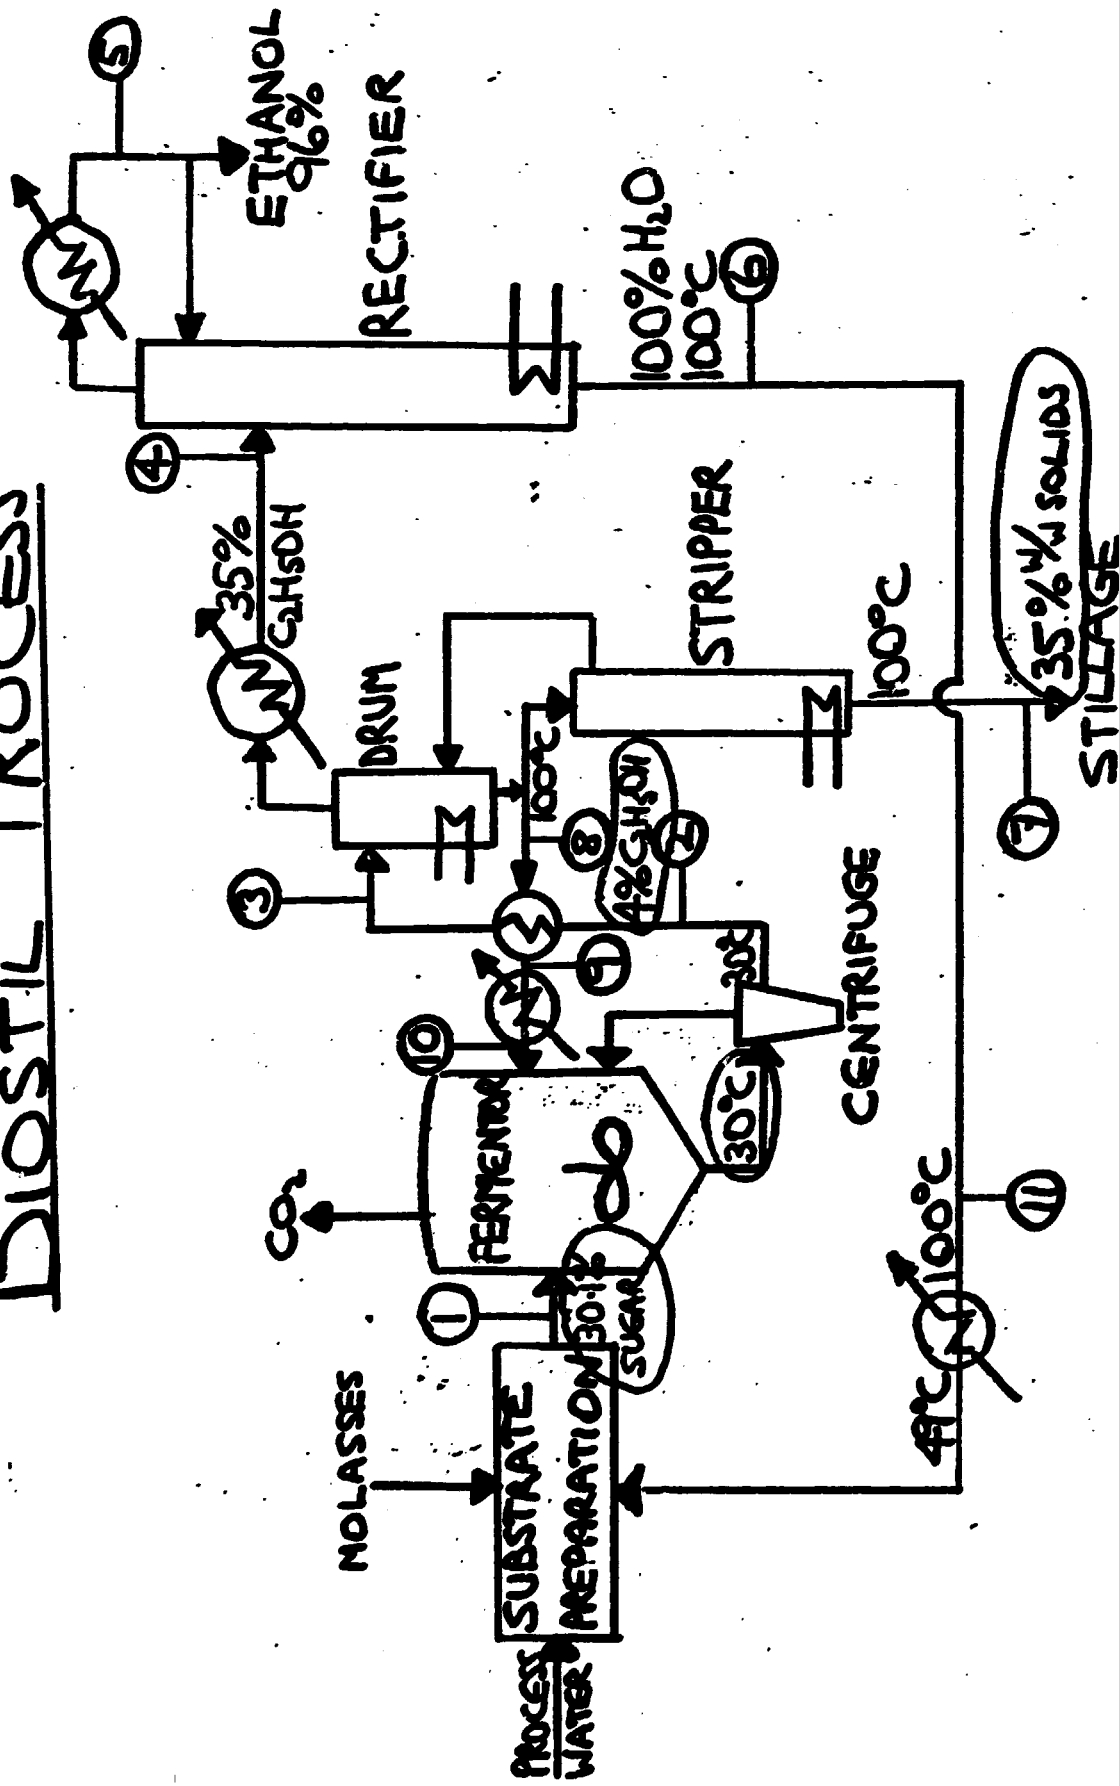 DIOSTIL PROCESS
MOLASSES
PROCESS
WATER
SUBSTRATE
PREPARATION
1
30.1%
SUGAR
CO2
FERMENTOR
10
9
30°C
30°C
CENTRIFUGE
3
DRUM
8
100°C
4% C2H5OH
2
35%
C2H5OH
4
STRIPPER
100°C
7
35% W/W SOLIDS
STILLAGE
RECTIFIER
5
ETHANOL
96%
100% H2O
100°C
6
11
100°C
49°C